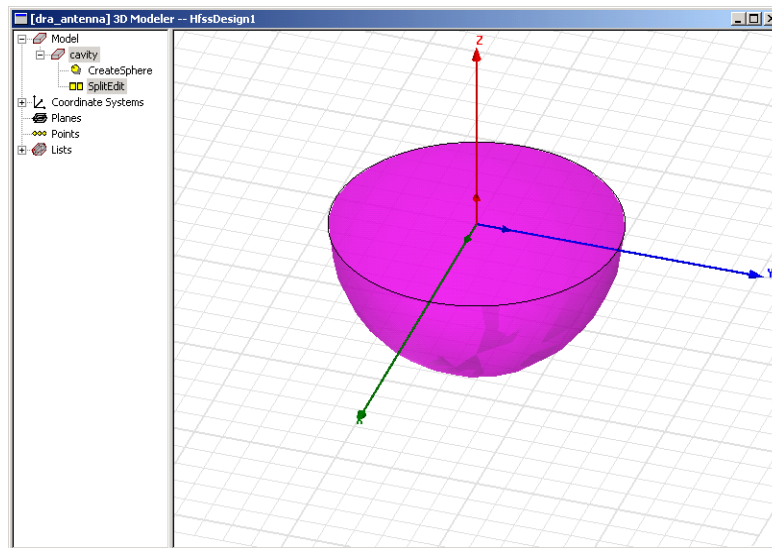 [dra_antenna] 3D Modeler -- HfssDesign1
Model
cavity
CreateSphere
SplitEdit
Coordinate Systems
Planes
Points
Lists
Z
Y
X